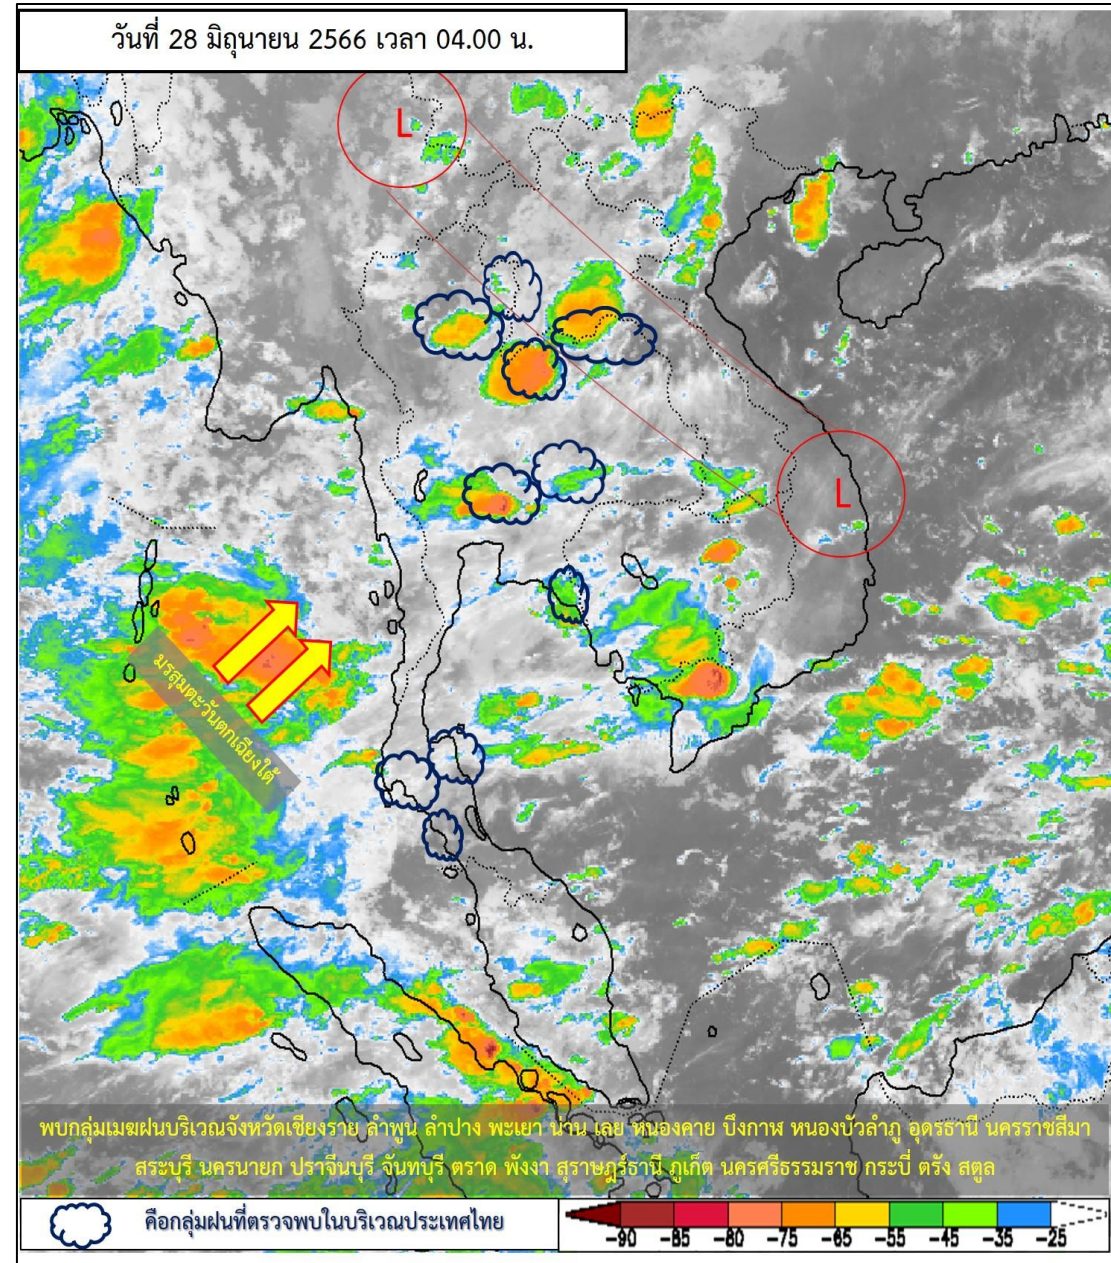 วันที่ 28 มิถุนายน 2566 เวลา 04.00 น.
L
L
มรสุมตะวันตกเฉียงใต้
พบกลุ่มเมฆฝนบริเวณจังหวัดเชียงราย ลำพูน ลำปาง พะเยา น่าน เลย หนองคาย บึงกาฬ หนองบัวลำภู อุดรธานี นครราชสีมา
สระบุรี นครนายก ปราจีนบุรี จันทบุรี ตราด พังงา สุราษฎร์ธานี ภูเก็ต นครศรีธรรมราช กระบี่ ตรัง สตูล
คือกลุ่มฝนที่ตรวจพบในบริเวณประเทศไทย
-90 -85 -80 -75 -65 -55 -45 -35 -25